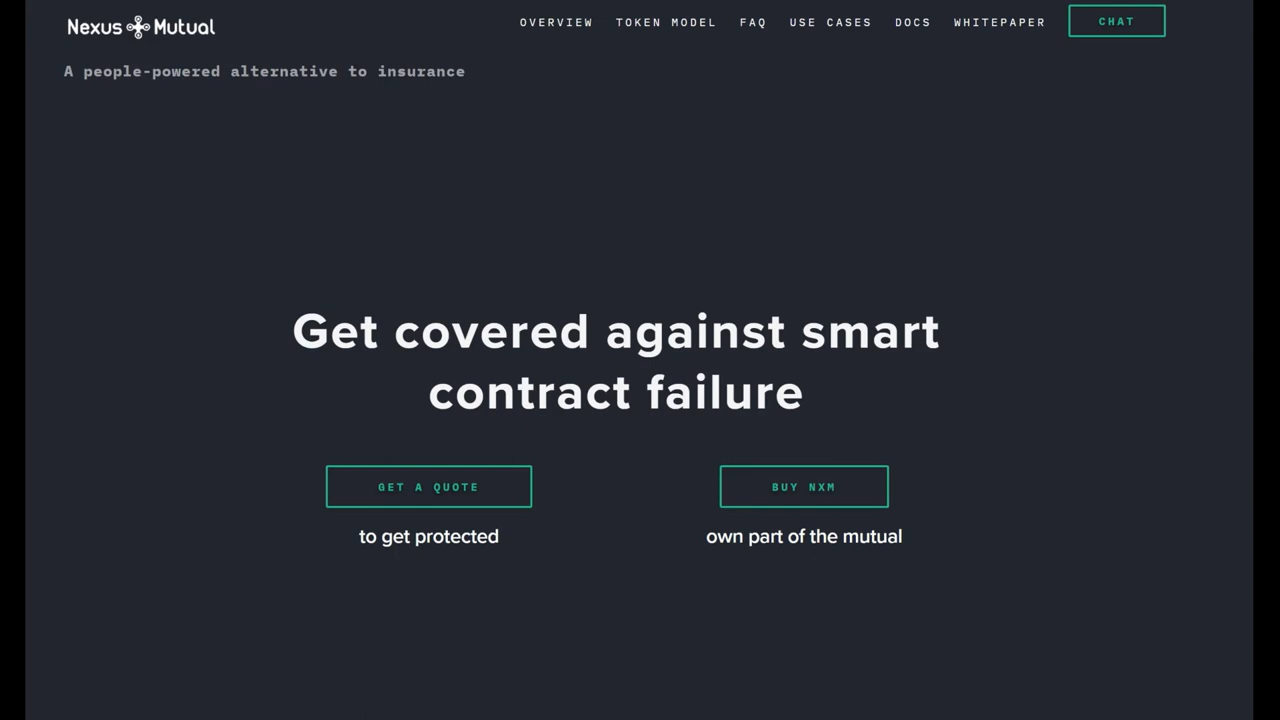 Nexus Mutual
OVERVIEW TOKEN MODEL FAQ USE CASES DOCS WHITEPAPER CHAT
A people-powered alternative to insurance
Get covered against smart
contract failure
GET A QUOTE BUY NXM
to get protected own part of the mutual